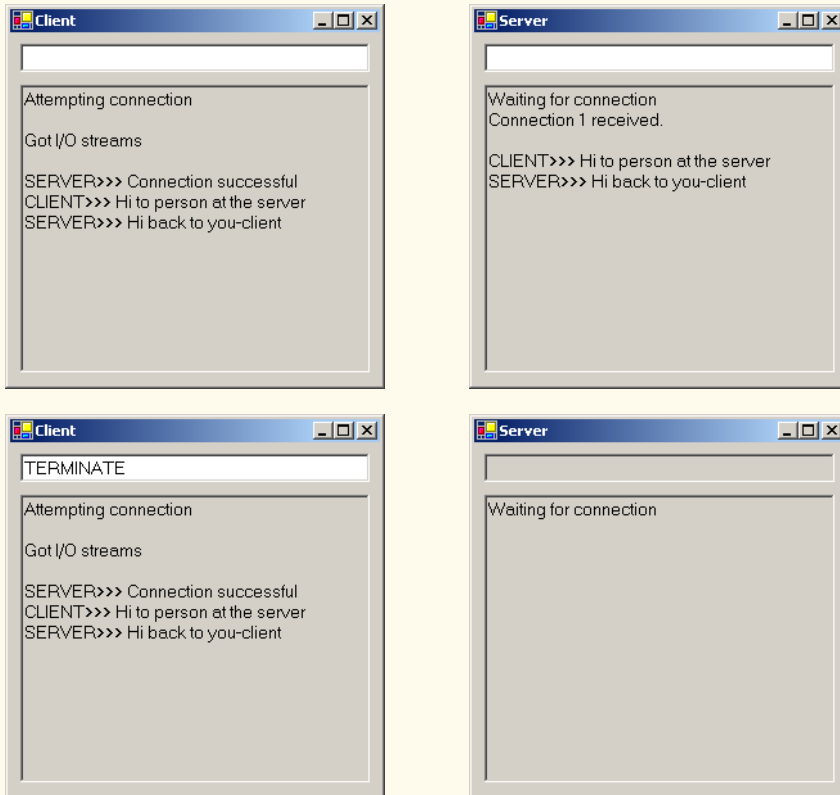 Client
Attempting connection
Got I/O streams
SERVER>>> Connection successful
CLIENT>>> Hi to person at the server
SERVER>>> Hi back to you-client
Server
Waiting for connection
Connection 1 received.
CLIENT>>> Hi to person at the server
SERVER>>> Hi back to you-client
Client
TERMINATE
Attempting connection
Got I/O streams
SERVER>>> Connection successful
CLIENT>>> Hi to person at the server
SERVER>>> Hi back to you-client
Server
Waiting for connection